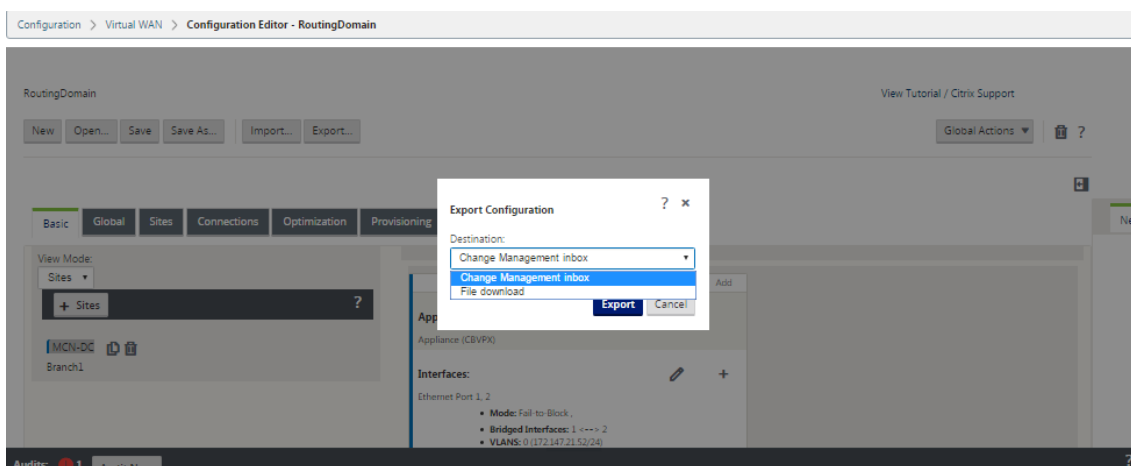 Configuration > Virtual WAN > Configuration Editor - RoutingDomain
RoutingDomain
View Tutorial / Citrix Support
New Open... Save Save As... Import... Export...
Global Actions ▼ ?
Basic Global Sites Connections Optimization Provisioning
Ne
View Mode:
Sites ▾
+ Sites ?
MCN-DC
Branch1
Export Configuration ? ×
Destination:
Change Management inbox ▾
Change Management inbox
File download
Export Cancel
Add
App
Appliance (CBVPX)
Interfaces: +
Ethernet Port 1, 2
• Mode: Fail-to-Block ,
• Bridged Interfaces: 1 <--> 2
• VLANS: 0 (172.147.21.52/24)
Audits: 1
?